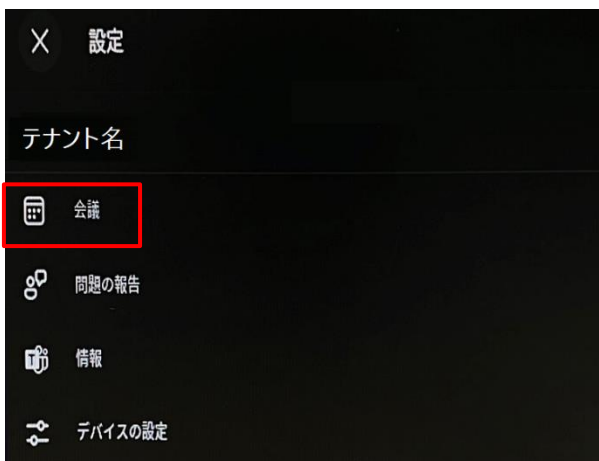 設定
テナント名
会議
問題の報告
情報
デバイスの設定